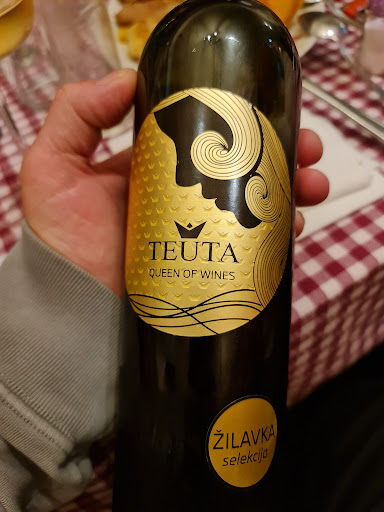 TEUTA
QUEEN OF WINES
ŽILAVKA
selekcija